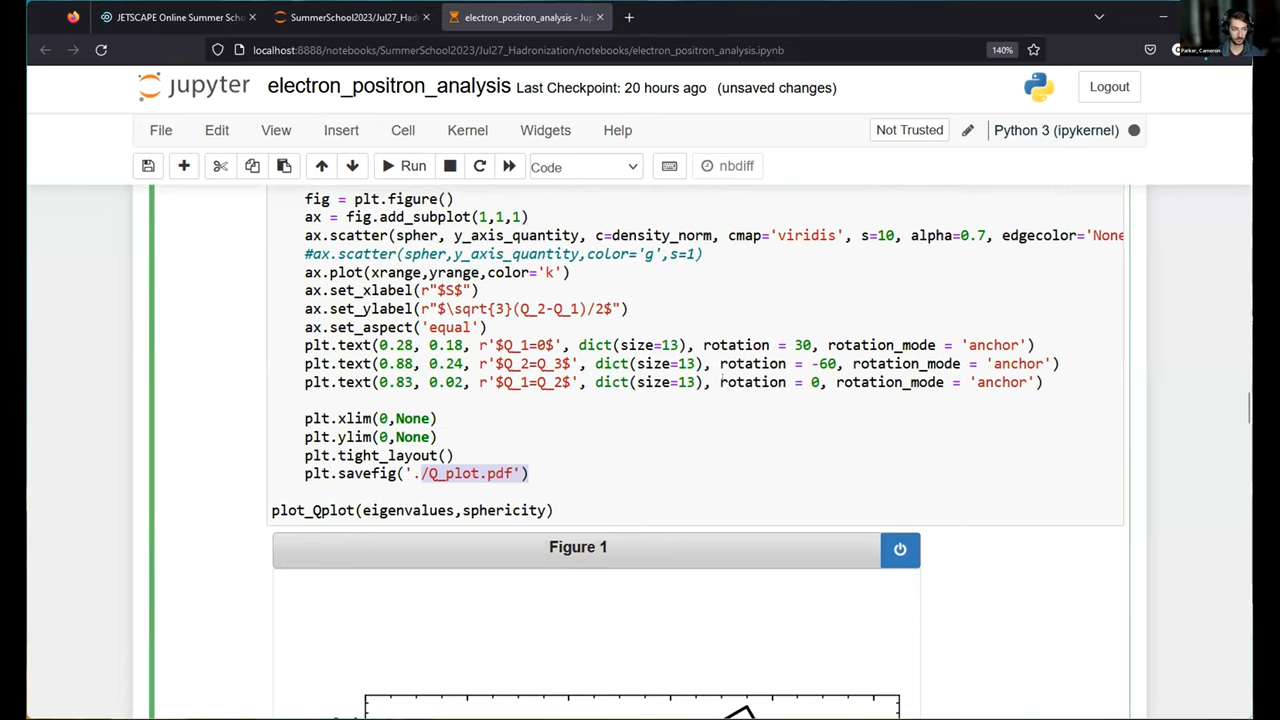 JETSCAPE Online Summer Scho
SummerSchool2023/Jul27_Hadr
electron_positron_analysis - Jup
localhost:8888/notebooks/SummerSchool2023/Jul27_Hadronization/notebooks/electron_positron_analysis.ipynb
140%
Parker, Cameron
jupyter electron_positron_analysis Last Checkpoint: 20 hours ago (unsaved changes)
Logout
File Edit View Insert Cell Kernel Widgets Help
Not Trusted
Python 3 (ipykernel)
Run
Code
nbdiff
fig = plt.figure()
ax = fig.add_subplot(1,1,1)
ax.scatter(spher, y_axis_quantity, c=density_norm, cmap='viridis', s=10, alpha=0.7, edgecolor='None
#ax.scatter(spher,y_axis_quantity,color='g',s=1)
ax.plot(xrange,yrange,color='k')
ax.set_xlabel(r"$S$")
ax.set_ylabel(r"$\sqrt{3}(Q_2-Q_1)/2$")
ax.set_aspect('equal')
plt.text(0.28, 0.18, r'$Q_1=0$', dict(size=13), rotation = 30, rotation_mode = 'anchor')
plt.text(0.88, 0.24, r'$Q_2=Q_3$', dict(size=13), rotation = -60, rotation_mode = 'anchor')
plt.text(0.83, 0.02, r'$Q_1=Q_2$', dict(size=13), rotation = 0, rotation_mode = 'anchor')
plt.xlim(0,None)
plt.ylim(0,None)
plt.tight_layout()
plt.savefig('./Q_plot.pdf')
plot_Qplot(eigenvalues,sphericity)
Figure 1